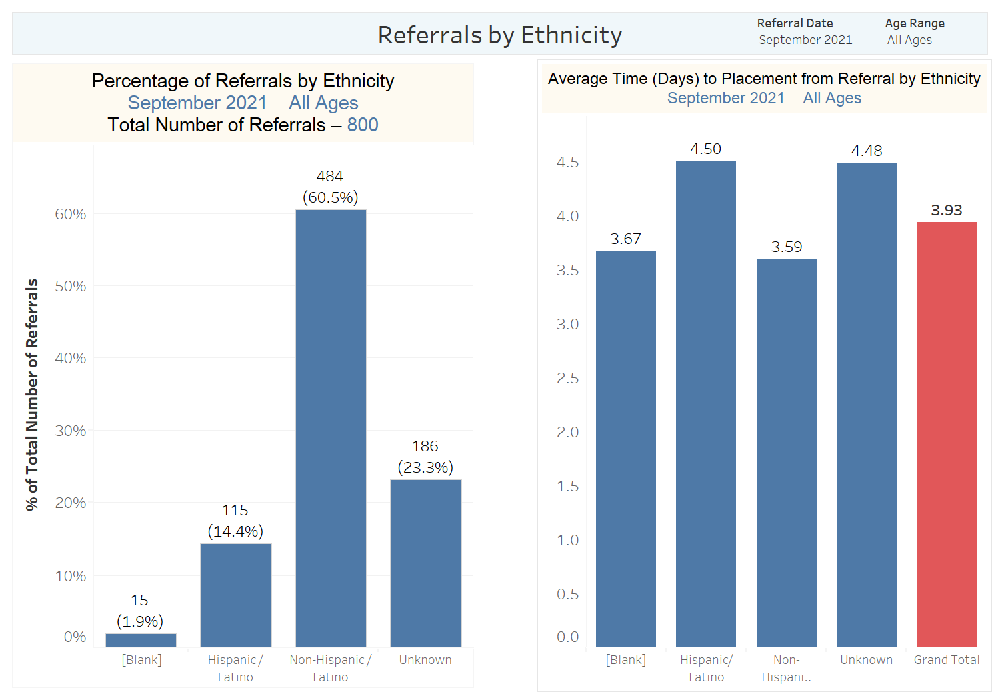 Referrals by Ethnicity
Referral Date
September 2021
Age Range
All Ages
Percentage of Referrals by Ethnicity
September 2021 All Ages
Total Number of Referrals – 800
% of Total Number of Referrals
60%
50%
40%
30%
20%
10%
0%
15
(1.9%)
115
(14.4%)
484
(60.5%)
186
(23.3%)
[Blank]
Hispanic/
Latino
Non-Hispanic/
Latino
Unknown
Average Time (Days) to Placement from Referral by Ethnicity
September 2021 All Ages
4.5
4.0
3.5
3.0
2.5
2.0
1.5
1.0
0.5
0.0
3.67
4.50
3.59
4.48
3.93
[Blank]
Hispanic/
Latino
Non-
Hispani..
Unknown
Grand Total